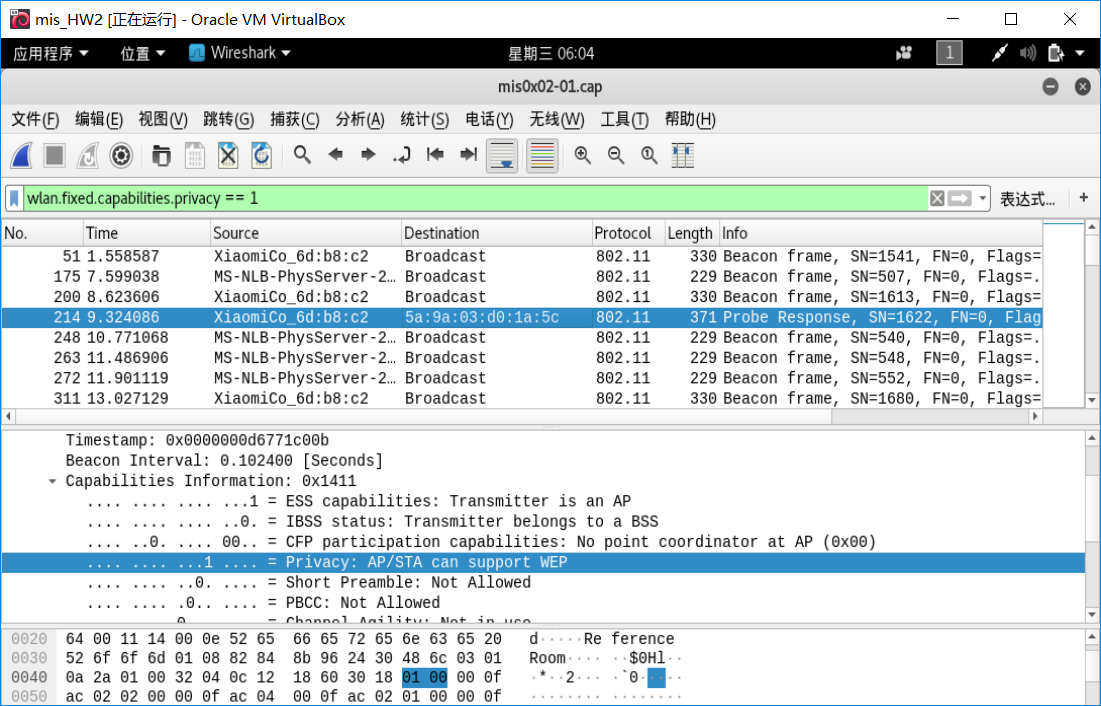 mis_HW2 [正在运行] - Oracle VM VirtualBox
应用程序 位置 Wireshark 星期三 06:04 1
mis0x02-01.cap
文件(F) 编辑(E) 视图(V) 跳转(G) 捕获(C) 分析(A) 统计(S) 电话(Y) 无线(W) 工具(T) 帮助(H)
wlan.fixed.capabilities.privacy == 1 表达式… +
No. Time Source Destination Protocol Length Info
51 1.558587 XiaomiCo_6d:b8:c2 Broadcast 802.11 330 Beacon frame, SN=1541, FN=0, Flags=
175 7.599038 MS-NLB-PhysServer-2… Broadcast 802.11 229 Beacon frame, SN=507, FN=0, Flags=.
200 8.623606 XiaomiCo_6d:b8:c2 Broadcast 802.11 330 Beacon frame, SN=1613, FN=0, Flags=
214 9.324086 XiaomiCo_6d:b8:c2 5a:9a:03:d0:1a:5c 802.11 371 Probe Response, SN=1622, FN=0, Flag
248 10.771068 MS-NLB-PhysServer-2… Broadcast 802.11 229 Beacon frame, SN=540, FN=0, Flags=.
263 11.486906 MS-NLB-PhysServer-2… Broadcast 802.11 229 Beacon frame, SN=548, FN=0, Flags=.
272 11.901119 MS-NLB-PhysServer-2… Broadcast 802.11 229 Beacon frame, SN=552, FN=0, Flags=.
311 13.027129 XiaomiCo_6d:b8:c2 Broadcast 802.11 330 Beacon frame, SN=1680, FN=0, Flags=
Timestamp: 0x0000000d6771c00b
Beacon Interval: 0.102400 [Seconds]
Capabilities Information: 0x1411
.... .... .... ...1 = ESS capabilities: Transmitter is an AP
.... .... .... ..0. = IBSS status: Transmitter belongs to a BSS
.... ..0. .... 00.. = CFP participation capabilities: No point coordinator at AP (0x00)
.... .... ...1 .... = Privacy: AP/STA can support WEP
.... .... ..0. .... = Short Preamble: Not Allowed
.... .... .0.. .... = PBCC: Not Allowed
0 = Channel Agility: Not in use
0020 64 00 11 14 00 0e 52 65 66 65 72 65 6e 63 65 20 d·····Re ference
0030 52 6f 6f 6d 01 08 82 84 8b 96 24 30 48 6c 03 01 Room···· ··$0Hl··
0040 0a 2a 01 00 32 04 0c 12 18 60 30 18 01 00 00 0f ·*··2··· ·`0·····
0050 ac 02 02 00 00 0f ac 04 00 0f ac 02 01 00 00 0f ········ ········